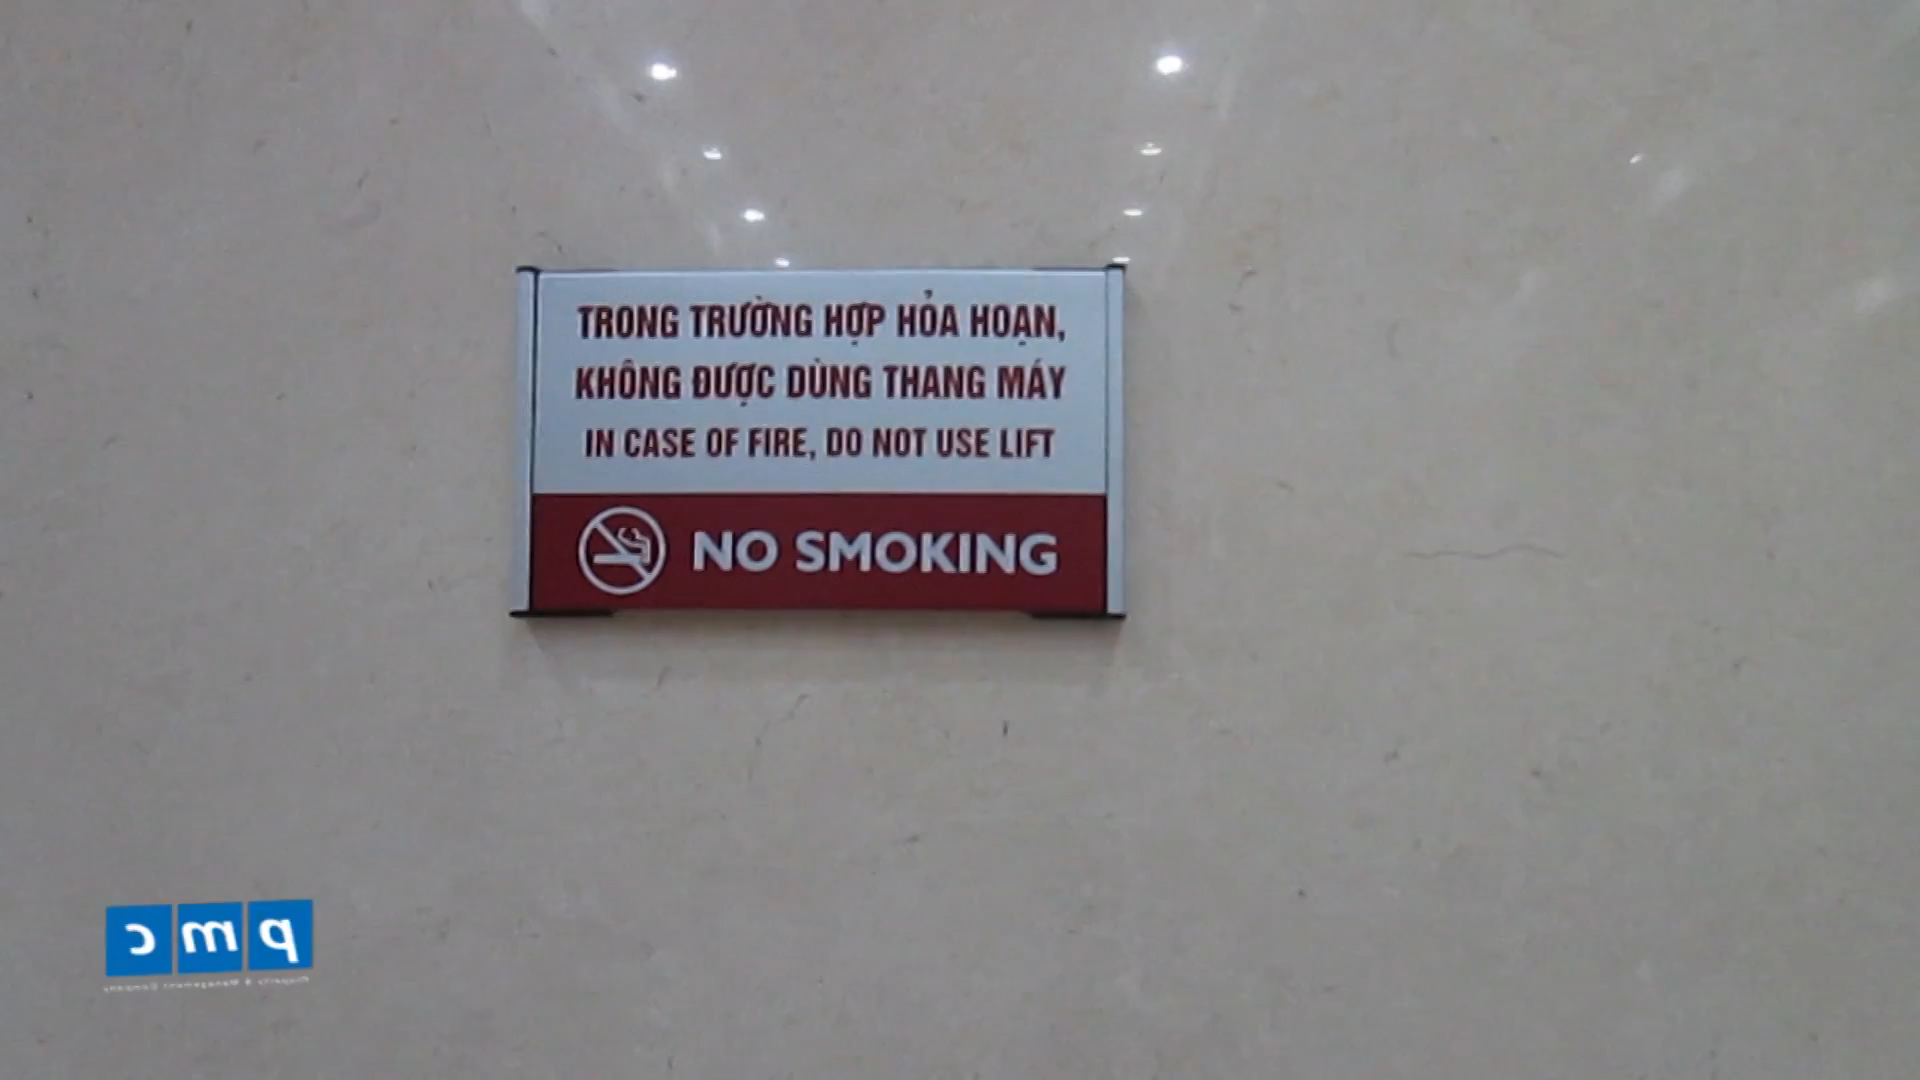 TRONG TRƯỜNG HỢP HỎA HOẠN,
KHÔNG ĐƯỢC DÙNG THANG MÁY
IN CASE OF FIRE, DO NOT USE LIFT
NO SMOKING
pmc